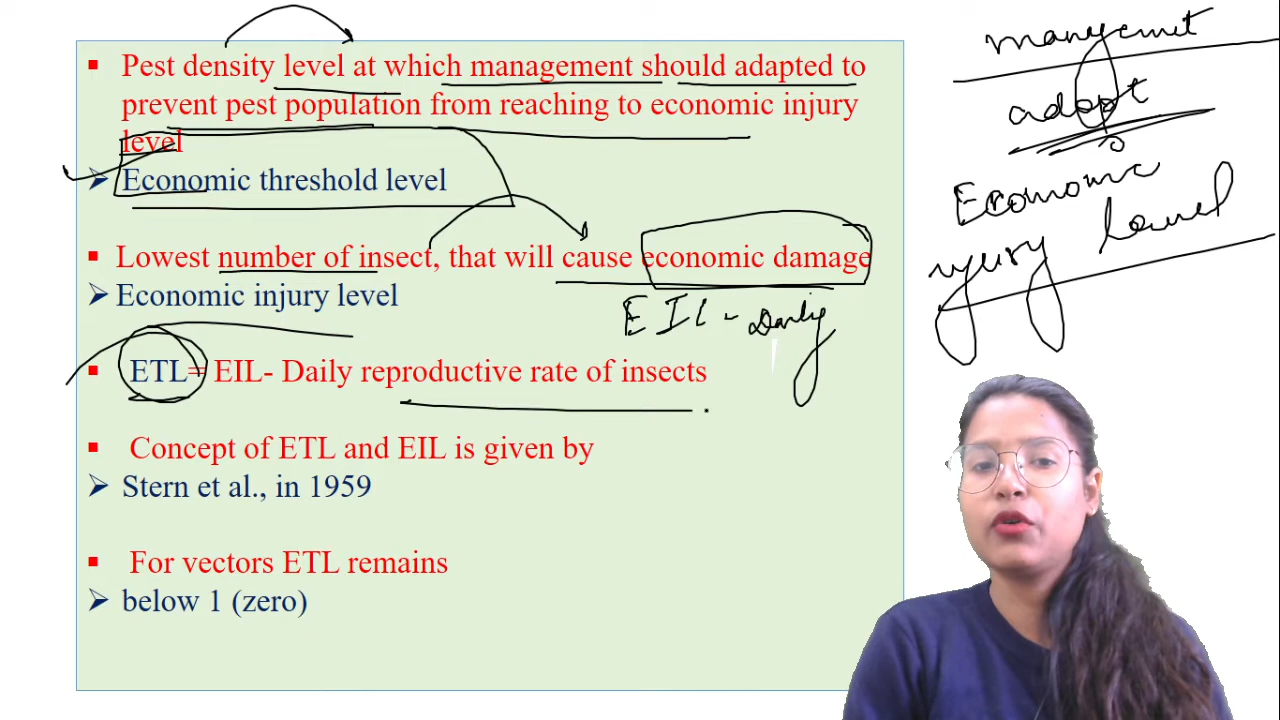 Pest density level at which management should adapted to
prevent pest population from reaching to economic injury
level
Economic threshold level
Lowest number of insect, that will cause economic damage
Economic injury level
ETL= EIL- Daily reproductive rate of insects
Concept of ETL and EIL is given by
Stern et al., in 1959
For vectors ETL remains
below 1 (zero)
EIL - Daily
adopt
Economic